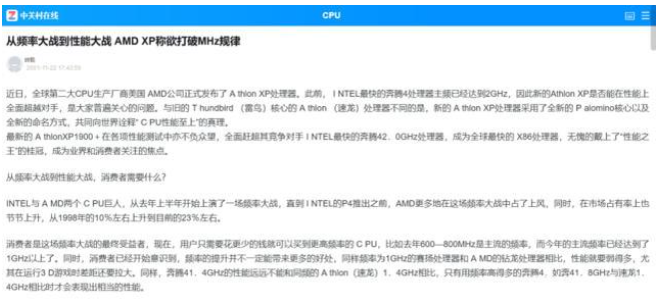 中关村在线
CPU
从频率大战到性能大战 AMD XP称欲打破MHz规律
近日，全球第二大CPU生产厂商美国 AMD公司正式发布了 A thlon XP处理器。此前， I NTEL最快的奔腾4处理器主频已经达到2GHz，因此新的Athlon XP是否能在性能上
全面超越对手，是大家普遍关心的问题。与旧的 T hundbird （雷鸟）核心的 A thlon （速龙）处理器不同的是，新的 A thlon XP处理器采用了全新的 P alomino核心以及
全新的命名方式，共同向世界诠释“ C PU性能至上”的真理。
最新的 A thlonXP1900 + 在各项性能测试中亦不负众望，全面赶超其竞争对手 I NTEL最快的奔腾42．0GHz处理器，成为全球最快的 X86处理器，无愧的戴上了“性能之
王”的桂冠，成为业界和消费者关注的焦点。
从频率大战到性能大战，消费者需要什么？
INTEL与 A MD两个 C PU巨人，从去年上半年开始上演了一场频率大战，直到 I NTEL的P4推出之前，AMD更多地在这场频率大战中占了上风，同时，在市场占有率上也
节节上升，从1998年的10%左右上升到目前的23%左右。
消费者是这场频率大战的最终受益者，现在，用户只需要花更少的钱就可以买到更高频率的 C PU，比如去年600—800MHz是主流的频率，而今年的主流频率已经达到了
1GHz以上了。同时，消费者已经开始意识到，频率的提升并不一定能带来更多的好处，同样频率为1GHz的赛扬处理器和 A MD的钻龙处理器相比，性能就要弱得多，尤
其在运行3 D游戏时差距还要拉大。同样，奔腾41．4GHz的性能远远不能和同频的 A thlon（速龙）1．4GHz相比，只有用频率高得多的奔腾4．如奔41．8GHz与速龙1．
4GHz相比时才会表现出相当的性能。